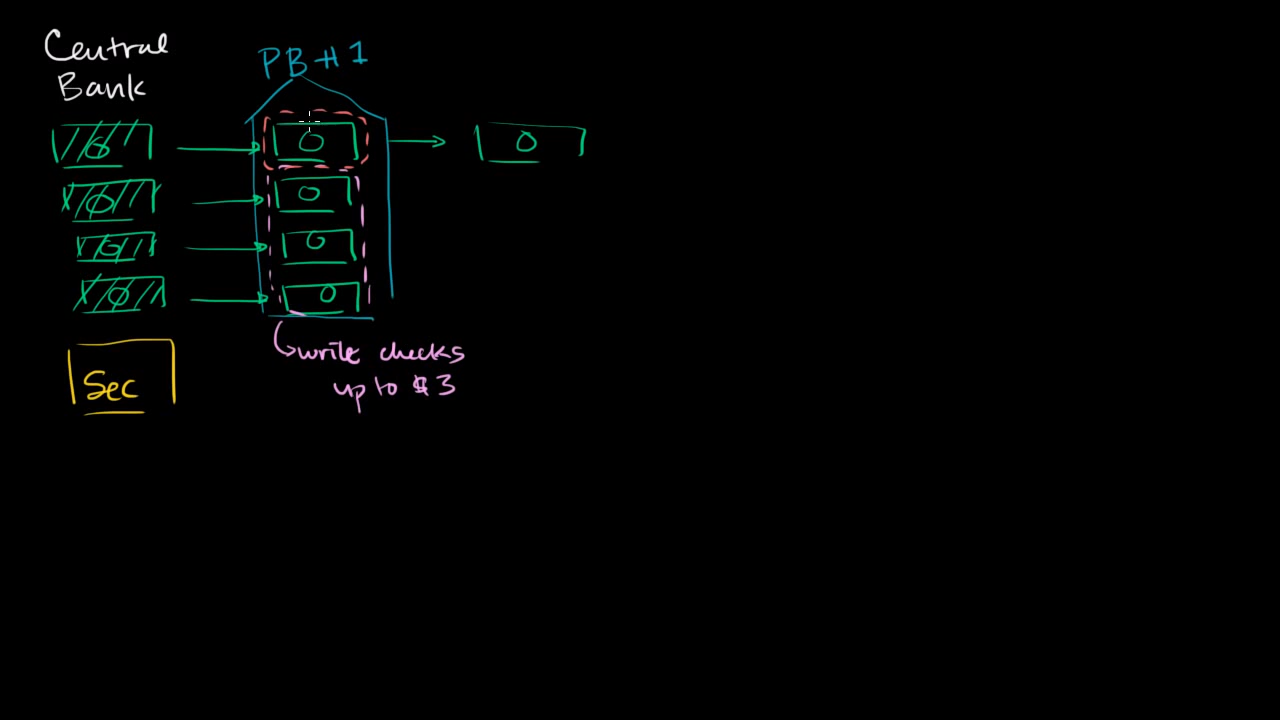 Central
Bank
PB#1
Sec
write checks
up to $3